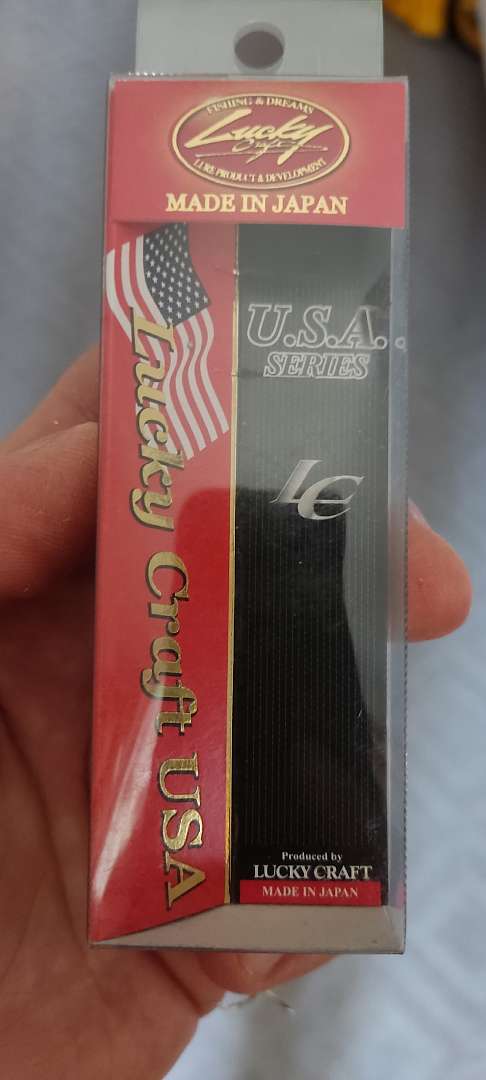 FISHING & DREAMS
Lucky
Craft
LURE PRODUCT & DEVELOPMENT
MADE IN JAPAN
Lucky Craft USA
U.S.A.
SERIES
LC
Produced by
LUCKY CRAFT
MADE IN JAPAN